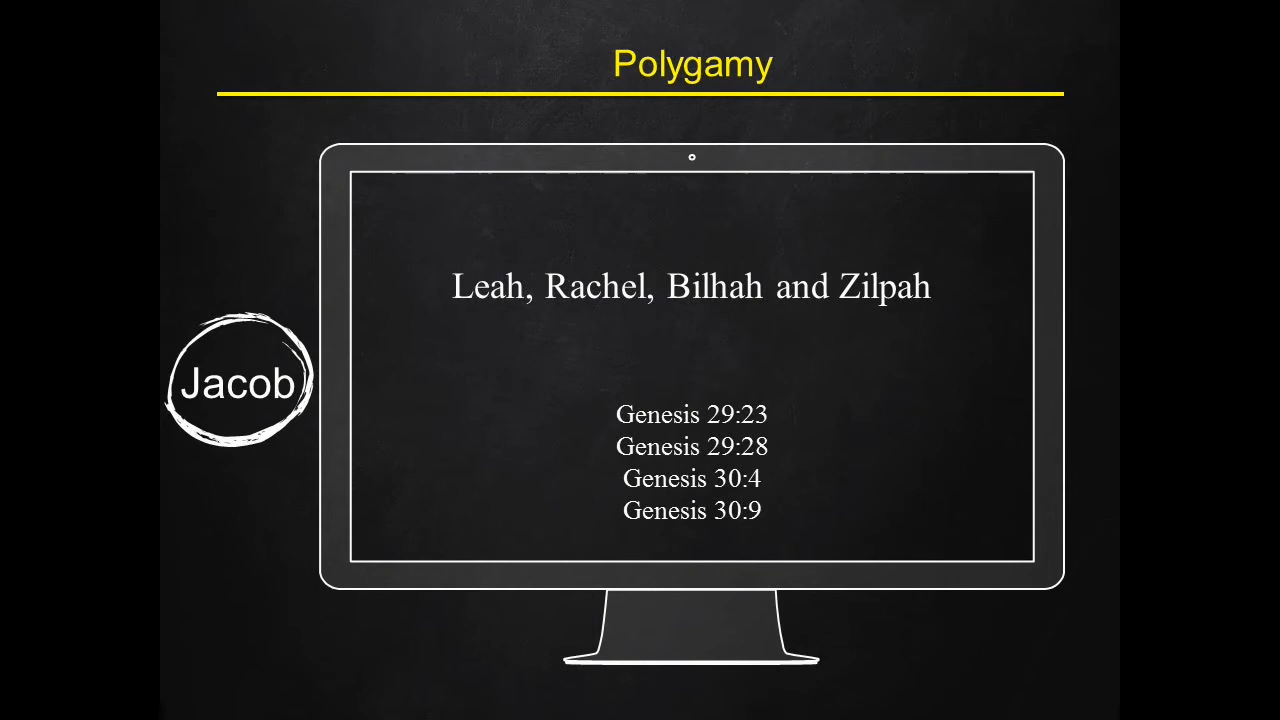 Polygamy
Leah, Rachel, Bilhah and Zilpah
Jacob
Genesis 29:23
Genesis 29:28
Genesis 30:4
Genesis 30:9